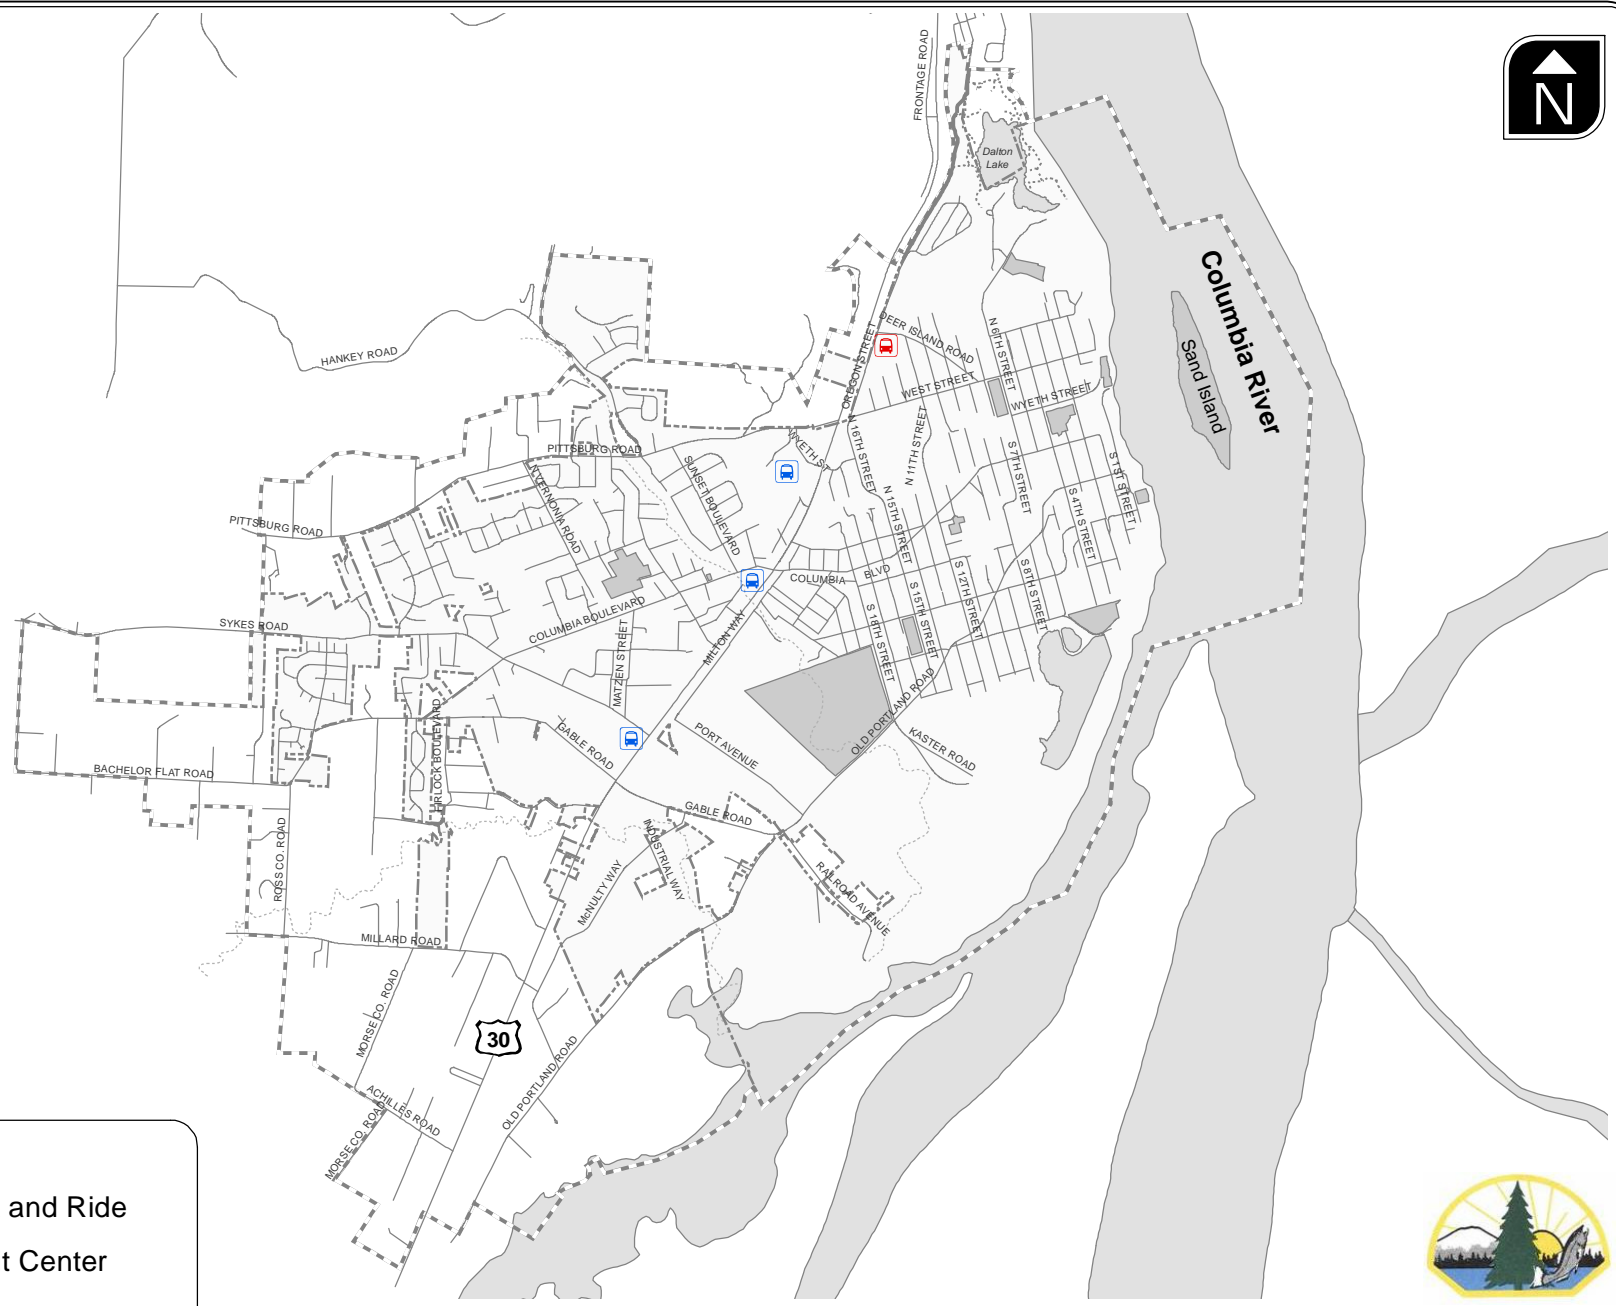 FRONTAGE ROAD
N
Dalton
Lake
Columbia River
Sand Island
HANKEY ROAD
OREGON STREET
DEER ISLAND ROAD
N 6TH STREET
WEST STREET
WYETH STREET
WYETH ST
N 16TH STREET
N 11TH STREET
PITTSBURG ROAD
SUNSET BOULEVARD
S 7TH STREET
S 1ST STREET
N VERNONIA ROAD
N 15TH STREET
S 4TH STREET
PITTSBURG ROAD
COLUMBIA BLVD
S 12TH STREET
S 8TH STREET
SYKES ROAD
COLUMBIA BOULEVARD
MILTON WAY
S 18TH STREET
S 15TH STREET
MATZEN STREET
OLD PORTLAND ROAD
GABLE ROAD
PORT AVENUE
KASTER ROAD
BACHELOR FLAT ROAD
FIRLOCK BOULEVARD
GABLE ROAD
ROSS CO. ROAD
INDUSTRIAL WAY
McNULTY WAY
RAILROAD AVENUE
MILLARD ROAD
MORSE CO. ROAD
30
OLD PORTLAND ROAD
ACHILLES ROAD
MORSE CO. ROAD
and Ride
t Center